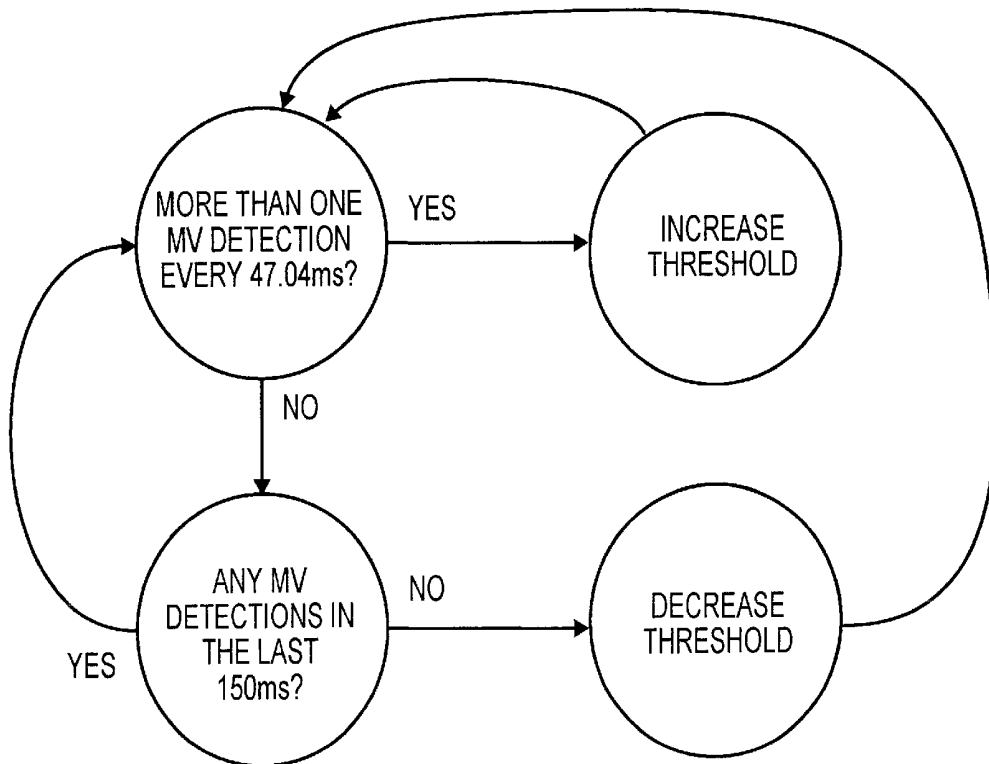 MORE THAN ONE
MV DETECTION
EVERY 47.04ms?
YES
INCREASE
THRESHOLD
NO
ANY MV
DETECTIONS IN
THE LAST
150ms?
NO
DECREASE
THRESHOLD
YES